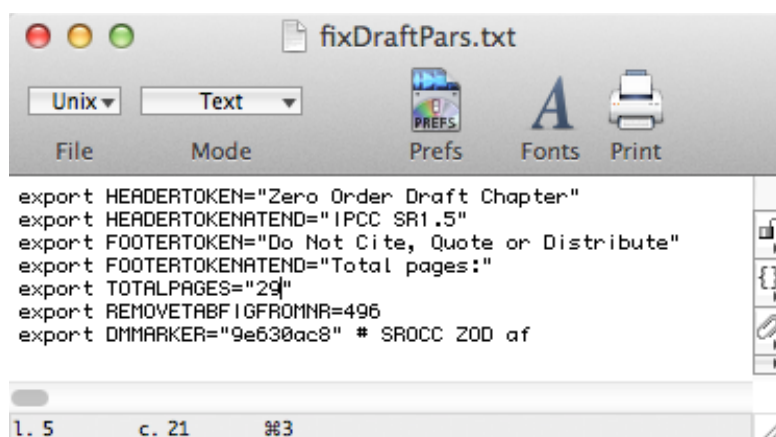 fixDraftPars.txt
Unix Text
PREFS
File Mode Prefs Fonts Print
export HEADERTOKEN="Zero Order Draft Chapter"
export HEADERTOKENATEND="IPCC SR1.5"
export FOOTERTOKEN="Do Not Cite, Quote or Distribute"
export FOOTERTOKENATEND="Total pages:"
export TOTALPAGES="29"
export REMOVETABFIGFROMNR=496
export DMMARKER="9e630ac8" # SROCC ZOD af
{}
l. 5 c. 21 ⌘3